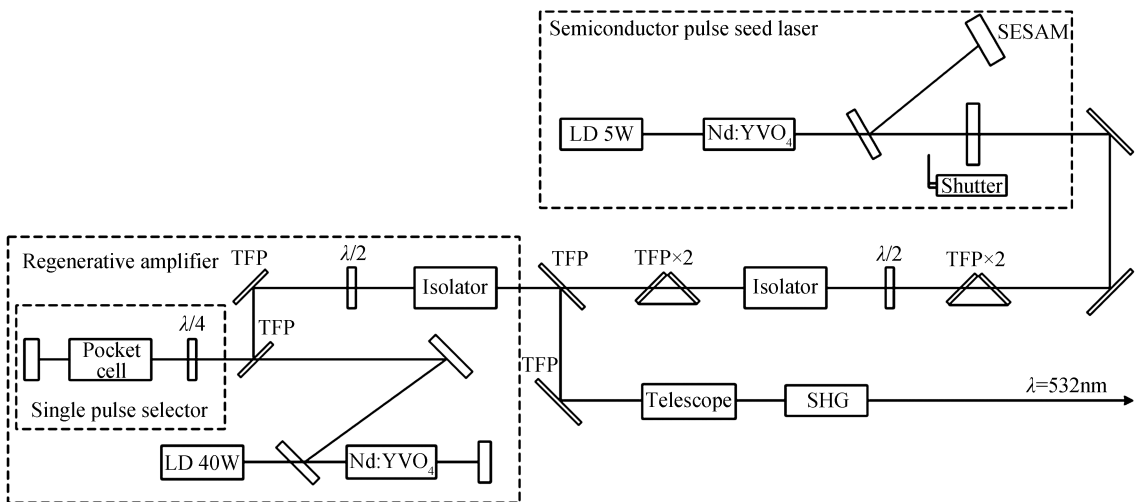 Semiconductor pulse seed laser
SESAM
LD 5W
Nd:YVO₄
Shutter
Regenerative amplifier
TFP
λ/2
Isolator
TFP
TFP×2
Isolator
λ/2
TFP×2
λ/4
TFP
Pocket
cell
Single pulse selector
TFP
Telescope
SHG
λ=532nm
LD 40W
Nd:YVO₄